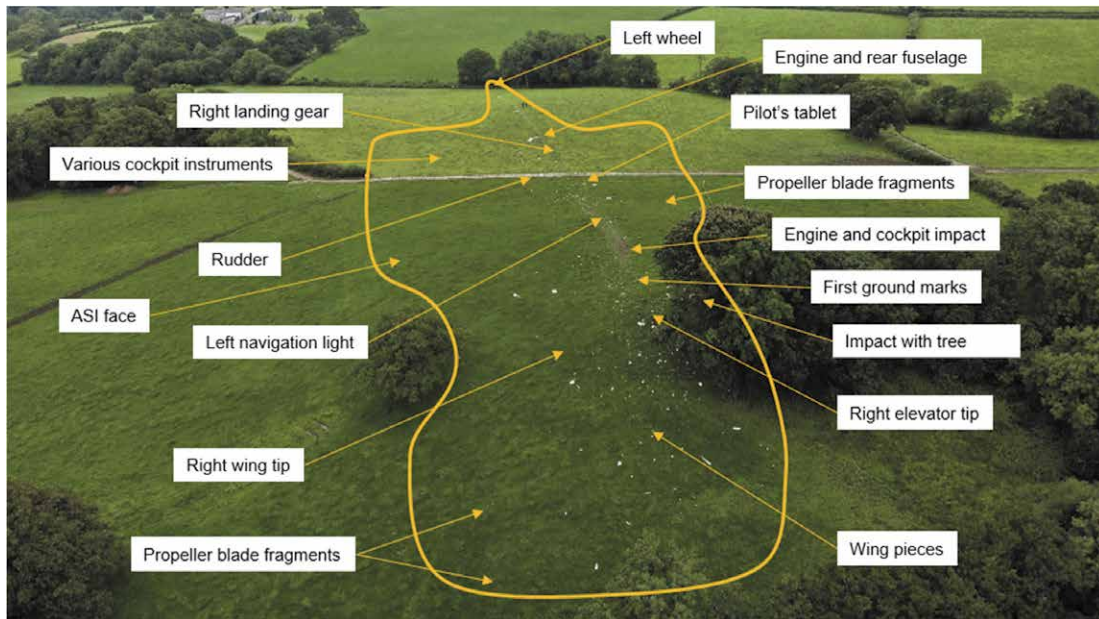 Left wheel
Engine and rear fuselage
Right landing gear
Pilot's tablet
Various cockpit instruments
Propeller blade fragments
Rudder
Engine and cockpit impact
ASI face
First ground marks
Left navigation light
Impact with tree
Right elevator tip
Right wing tip
Propeller blade fragments
Wing pieces